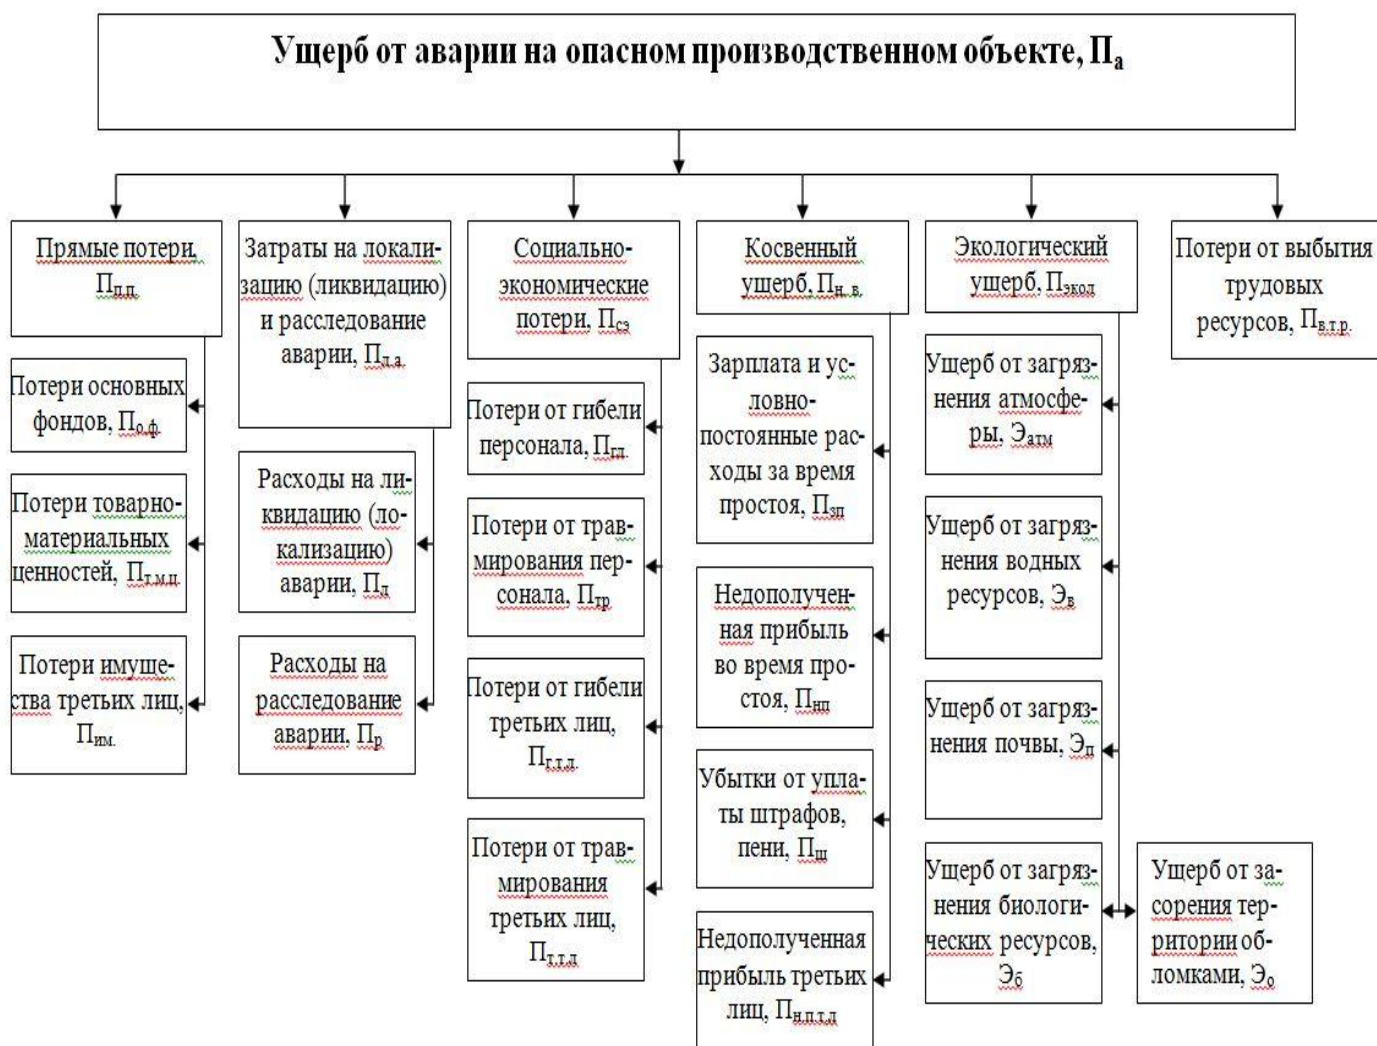 Ущерб от аварии на опасном производственном объекте, Па
Прямые потери,
Пп.п.
Потери основных
фондов, По.ф.
Потери товарно-
материальных
ценностей, Пт.м.ц.
Потери имуще-
ства третьих лиц,
Пим.
Затраты на локали-
зацию (ликвидацию)
и расследование
аварии, Пл.а.
Расходы на ли-
квидацию (ло-
кализацию)
аварии, Пл
Расходы на
расследование
аварии, Пр
Социально-
экономические
потери, Псэ
Потери от гибели
персонала, Пгп.
Потери от трав-
мирования пер-
сонала, Птр
Потери от гибели
третьих лиц,
Пг.т.л.
Потери от трав-
мирования
третьих лиц,
Пт.т.л
Косвенный
ущерб, Пн. в.
Зарплата и ус-
ловно-
постоянные рас-
ходы за время
простоя, Пзп
Недополучен-
ная прибыль
во время про-
стоя, Пнп
Убытки от упла-
ты штрафов,
пени, Пш
Недополученная
прибыль третьих
лиц, Пн.п.т.л
Экологический
ущерб, Пэкол
Ущерб от загряз-
нения атмосфе-
ры, Эатм
Ущерб от загряз-
нения водных
ресурсов, Эв
Ущерб от загряз-
нения почвы, Эп
Ущерб от загряз-
нения биологи-
ческих ресурсов,
Эб
Ущерб от за-
сорения тер-
ритории об-
ломками, Эо
Потери от выбытия
трудовых
ресурсов, Пв.т.р.